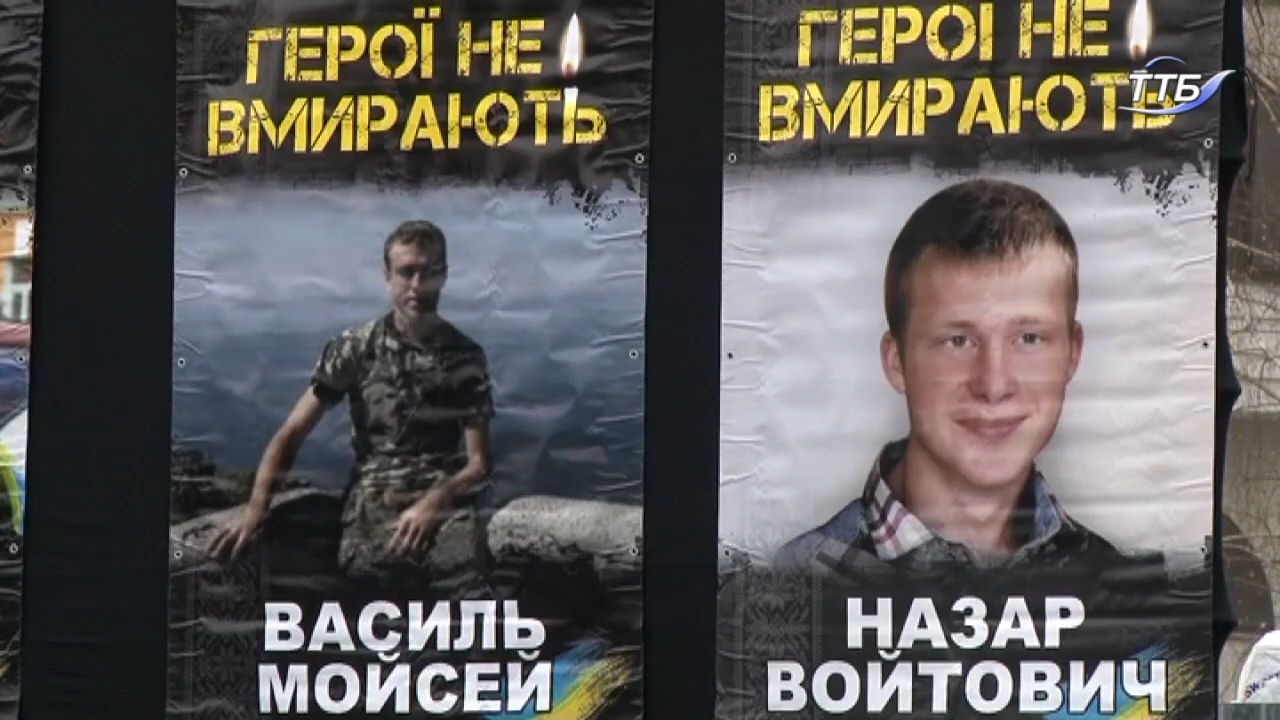 ГЕРОЇ НЕ
ВМИРАЮТЬ
ВАСИЛЬ
МОЙСЕЙ
ГЕРОЇ НЕ
ВМИРАЮТЬ
ТТБ
НАЗАР
ВОЙТОВИЧ